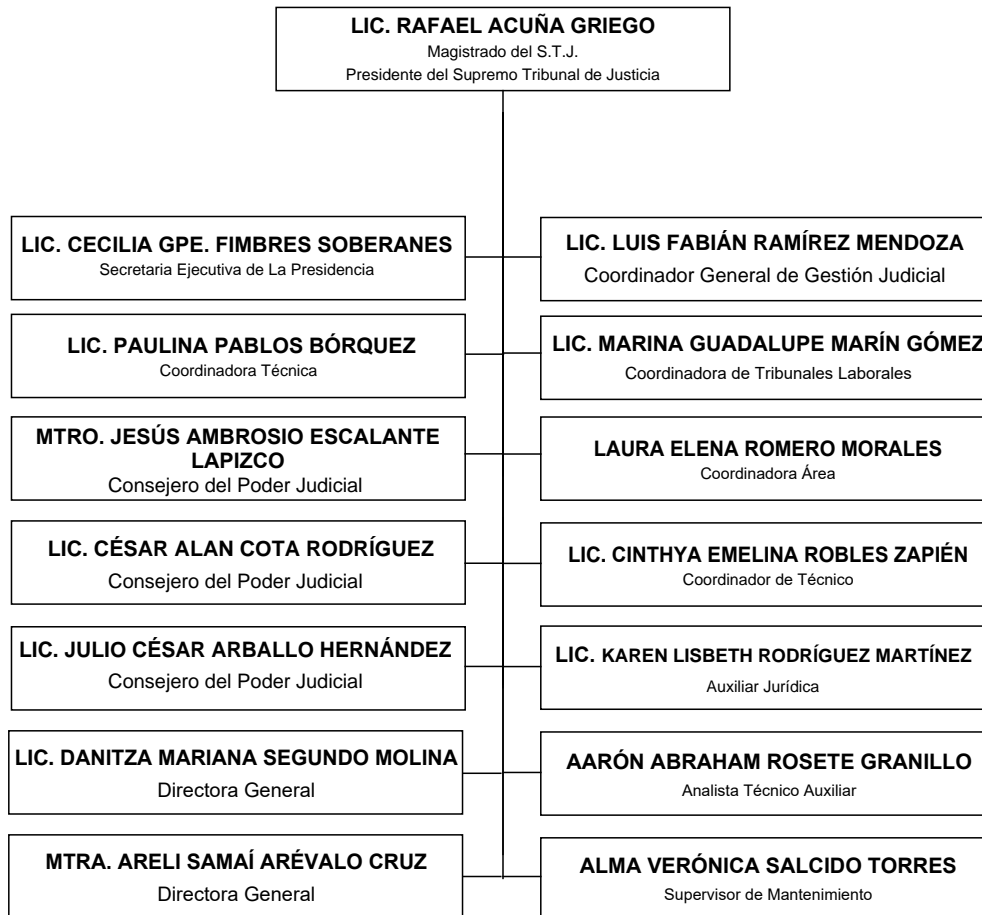 LIC. RAFAEL ACUÑA GRIEGO
Magistrado del S.T.J.
Presidente del Supremo Tribunal de Justicia
LIC. CECILIA GPE. FIMBRES SOBERANES
Secretaria Ejecutiva de La Presidencia
LIC. LUIS FABIÁN RAMÍREZ MENDOZA
Coordinador General de Gestión Judicial
LIC. PAULINA PABLOS BÓRQUEZ
Coordinadora Técnica
LIC. MARINA GUADALUPE MARÍN GÓMEZ
Coordinadora de Tribunales Laborales
MTRO. JESÚS AMBROSIO ESCALANTE
LAPIZCO
Consejero del Poder Judicial
LAURA ELENA ROMERO MORALES
Coordinadora Área
LIC. CÉSAR ALAN COTA RODRÍGUEZ
Consejero del Poder Judicial
LIC. CINTHYA EMELINA ROBLES ZAPIÉN
Coordinador de Técnico
LIC. JULIO CÉSAR ARBALLO HERNÁNDEZ
Consejero del Poder Judicial
LIC. KAREN LISBETH RODRÍGUEZ MARTÍNEZ
Auxiliar Jurídica
LIC. DANITZA MARIANA SEGUNDO MOLINA
Directora General
AARÓN ABRAHAM ROSETE GRANILLO
Analista Técnico Auxiliar
MTRA. ARELI SAMAÍ ARÉVALO CRUZ
Directora General
ALMA VERÓNICA SALCIDO TORRES
Supervisor de Mantenimiento